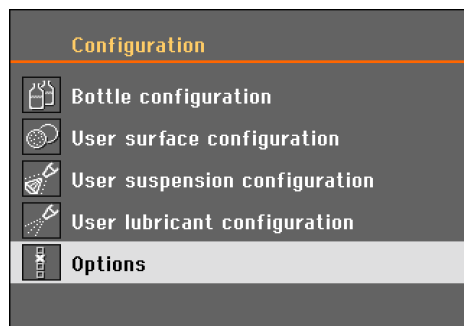 Configuration
Bottle configuration
User surface configuration
User suspension configuration
User lubricant configuration
Options